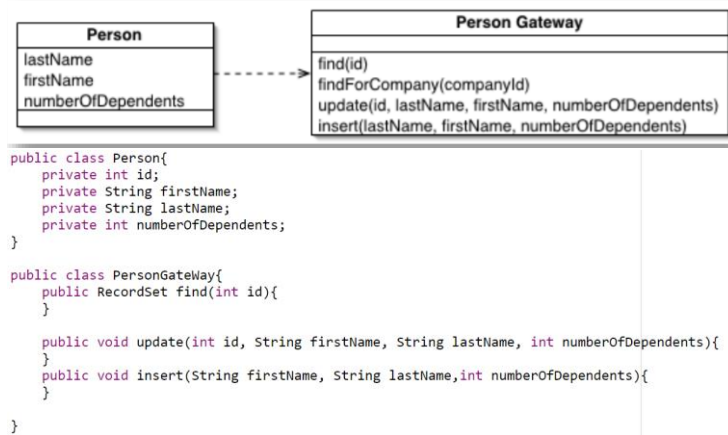 Person
lastName
firstName
numberOfDependents
Person Gateway
find(id)
findForCompany(companyId)
update(id, lastName, firstName, numberOfDependents)
insert(lastName, firstName, numberOfDependents)
public class Person{
    private int id;
    private String firstName;
    private String lastName;
    private int numberOfDependents;
}
public class PersonGateWay{
    public RecordSet find(int id){
    }
    public void update(int id, String firstName, String lastName, int numberOfDependents){
    }
    public void insert(String firstName, String lastName,int numberOfDependents){
    }
}